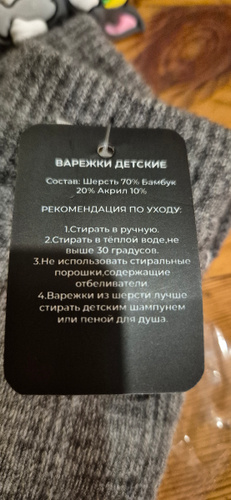 ВАРЕЖКИ ДЕТСКИЕ
Состав: Шерсть 70% Бамбук
20% Акрил 10%
РЕКОМЕНДАЦИЯ ПО УХОДУ:
1.Стирать в ручную.
2.Стирать в тёплой воде,не
выше 30 градусов.
3.Не использовать стиральные
порошки,содержащие
отбеливатели.
4.Варежки из шерсти лучше
стирать детским шампунем
или пеной для душа.